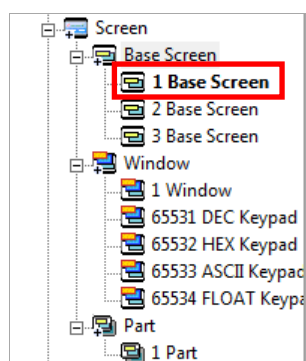 Screen
Base Screen
1 Base Screen
2 Base Screen
3 Base Screen
Window
1 Window
65531 DEC Keypad
65532 HEX Keypad
65533 ASCII Keypad
65534 FLOAT Keypa
Part
1 Part